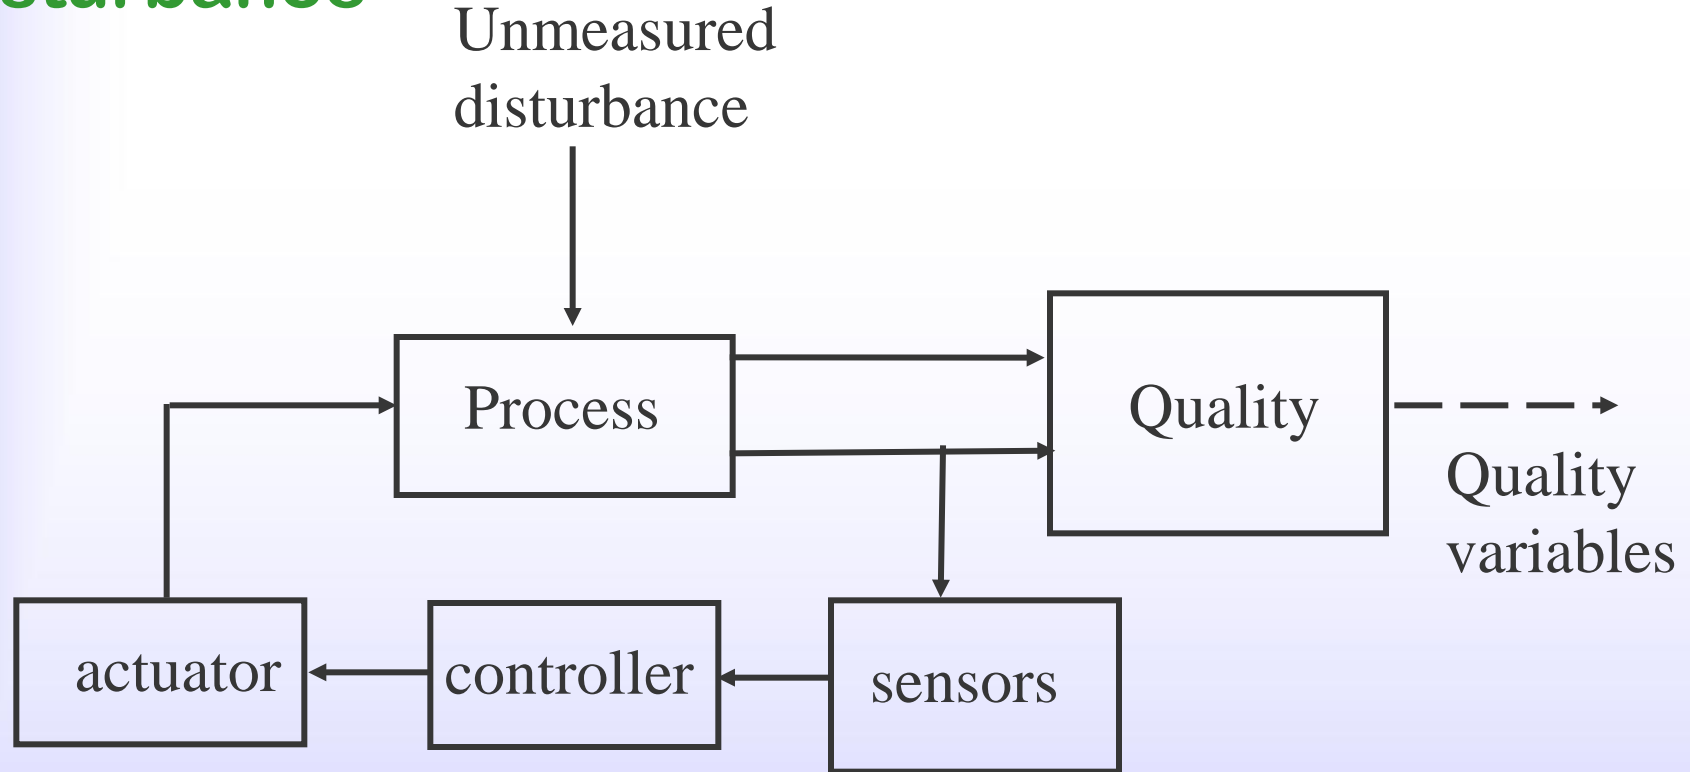 Unmeasured
disturbance
Process
Quality
Quality
variables
actuator
controller
sensors